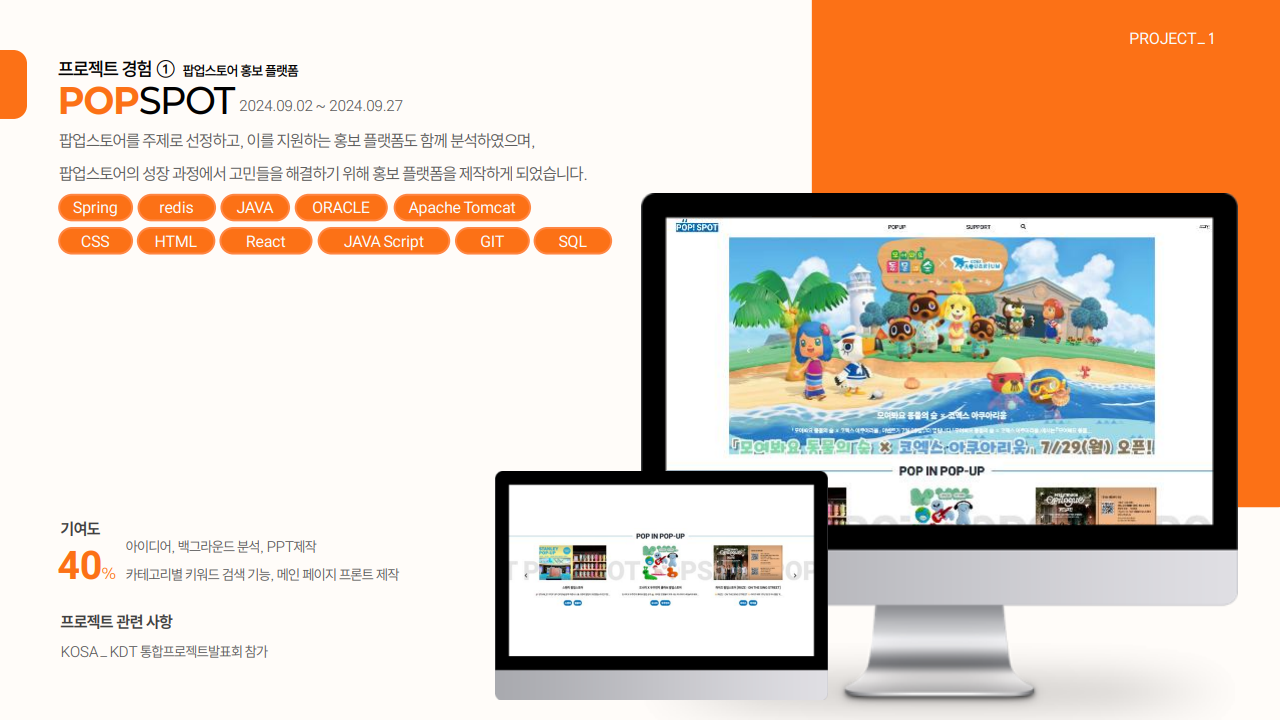 PROJECT_1
프로젝트 경험 ① 팝업스토어 홍보 플랫폼
POPSPOT 2024.09.02 ~ 2024.09.27
팝업스토어를 주제로 선정하고, 이를 지원하는 홍보 플랫폼도 함께 분석하였으며,
팝업스토어의 성장 과정에서 고민들을 해결하기 위해 홍보 플랫폼을 제작하게 되었습니다.
Spring redis JAVA ORACLE Apache Tomcat
CSS HTML React JAVA Script GIT SQL
POP! SPOT POPUP SUPPORT
모여봐요 동물의 숲 × 코엑스 아쿠아리움
『모여봐요 동물의 숲 × 코엑스 아쿠아리움』 7/29(월) 오픈!
POP IN POP-UP
POP IN POP-UP
기여도
40%
아이디어, 백그라운드 분석, PPT제작
카테고리별 키워드 검색 기능, 메인 페이지 프론트 제작
프로젝트 관련 사항
KOSA_KDT 통합프로젝트발표회 참가